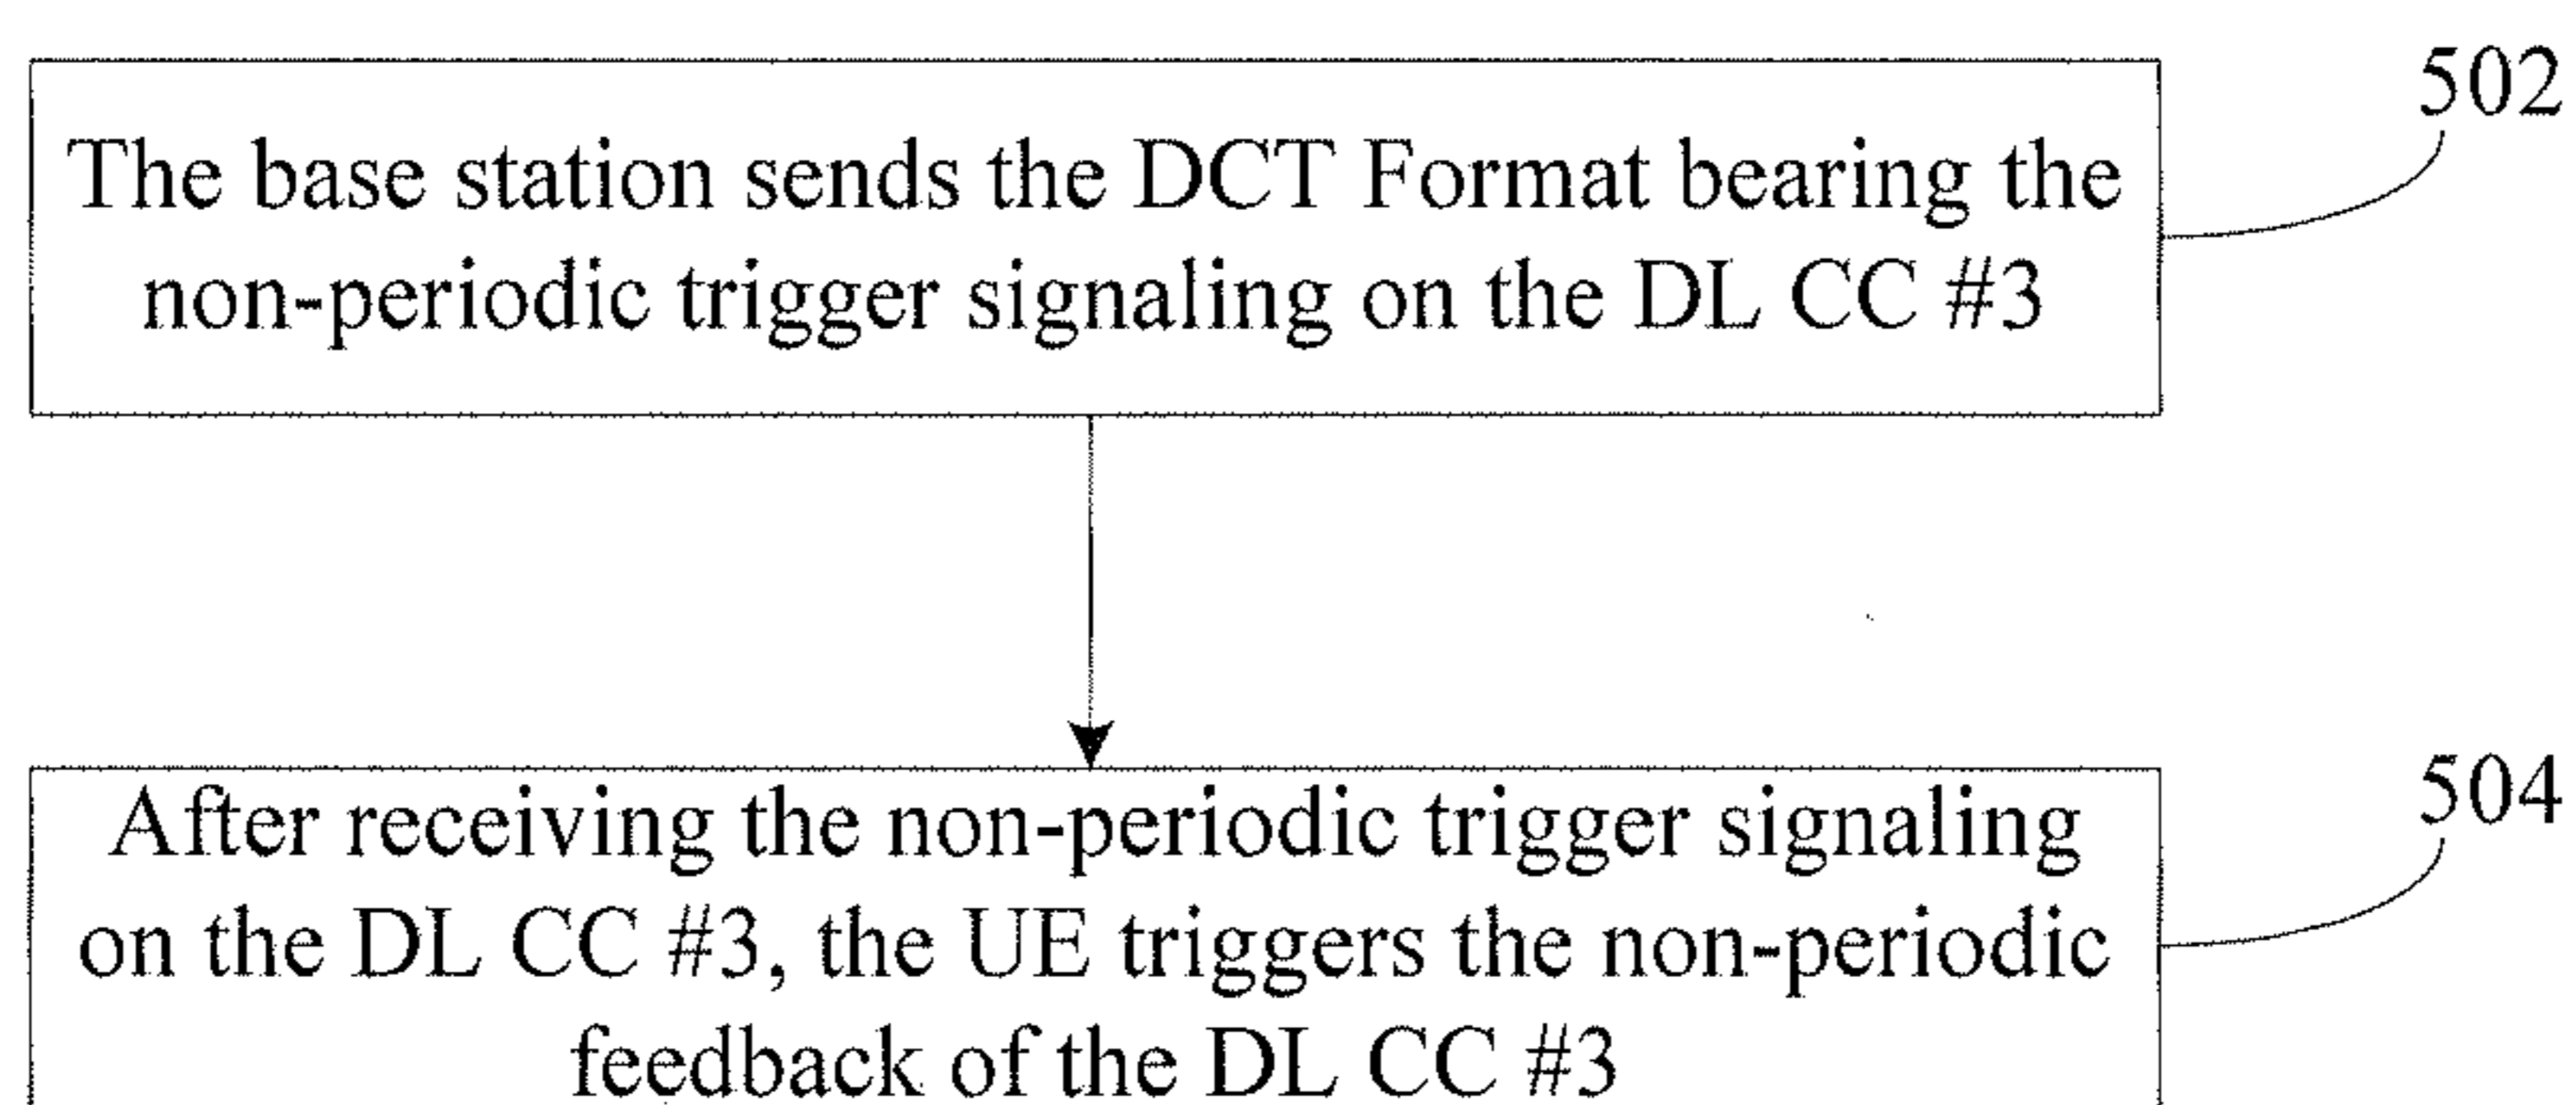 502
The base station sends the DCT Format bearing the
non-periodic trigger signaling on the DL CC #3
504
After receiving the non-periodic trigger signaling
on the DL CC #3, the UE triggers the non-periodic
feedback of the DL CC #3